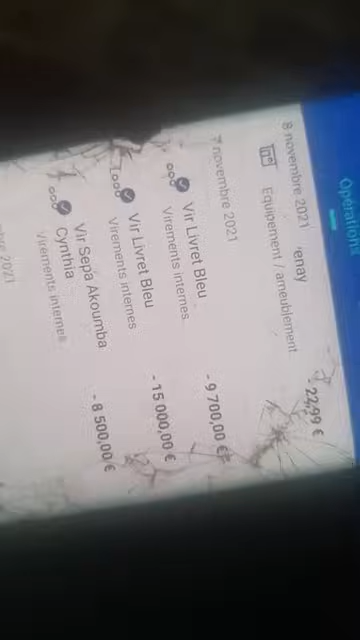 Opérations
8 novembre 2021
Equipement / ameublement
- 22,99 €
7 novembre 2021
Vir Livret Bleu
Virements internes
- 9 700,00 €
Vir Livret Bleu
Virements internes
- 15 000,00 €
Vir Sepa Akoumba
Cynthia
Virements internes
- 8 500,00 €
2021